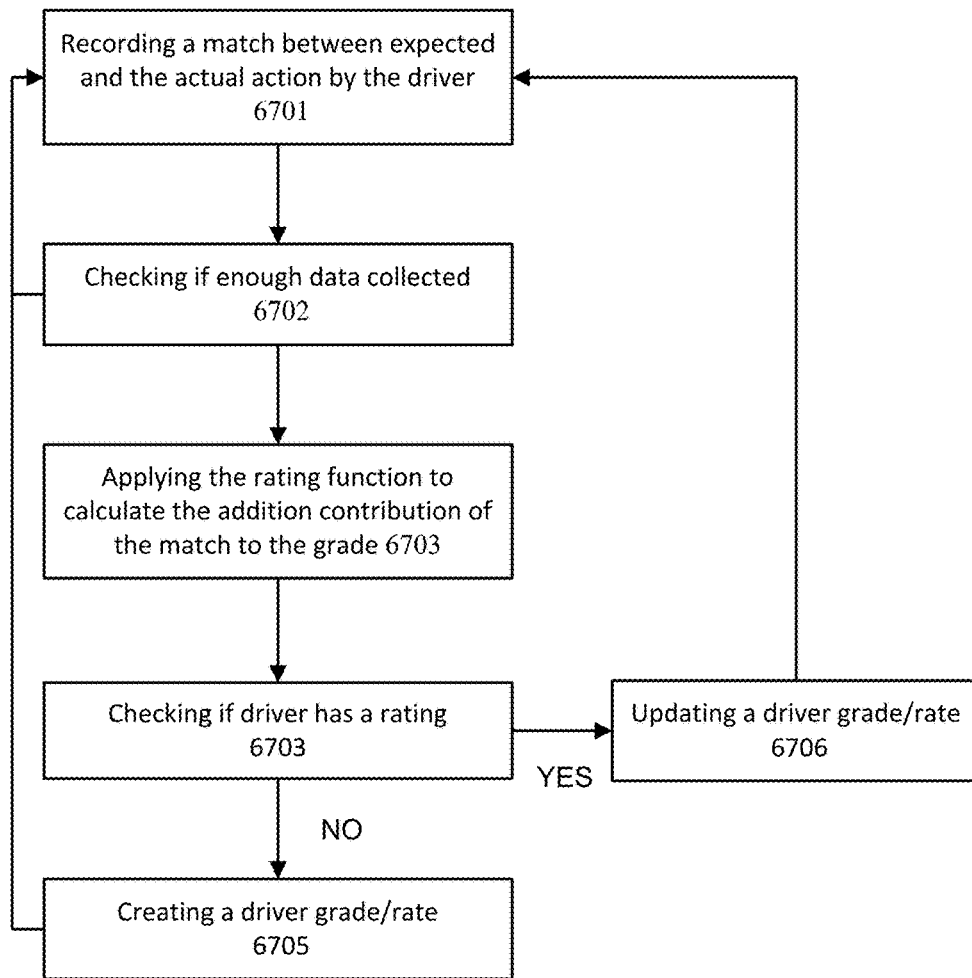 Recording a match between expected
and the actual action by the driver
6701
Checking if enough data collected
6702
Applying the rating function to
calculate the addition contribution of
the match to the grade 6703
Checking if driver has a rating
6703
Updating a driver grade/rate
6706
YES
NO
Creating a driver grade/rate
6705